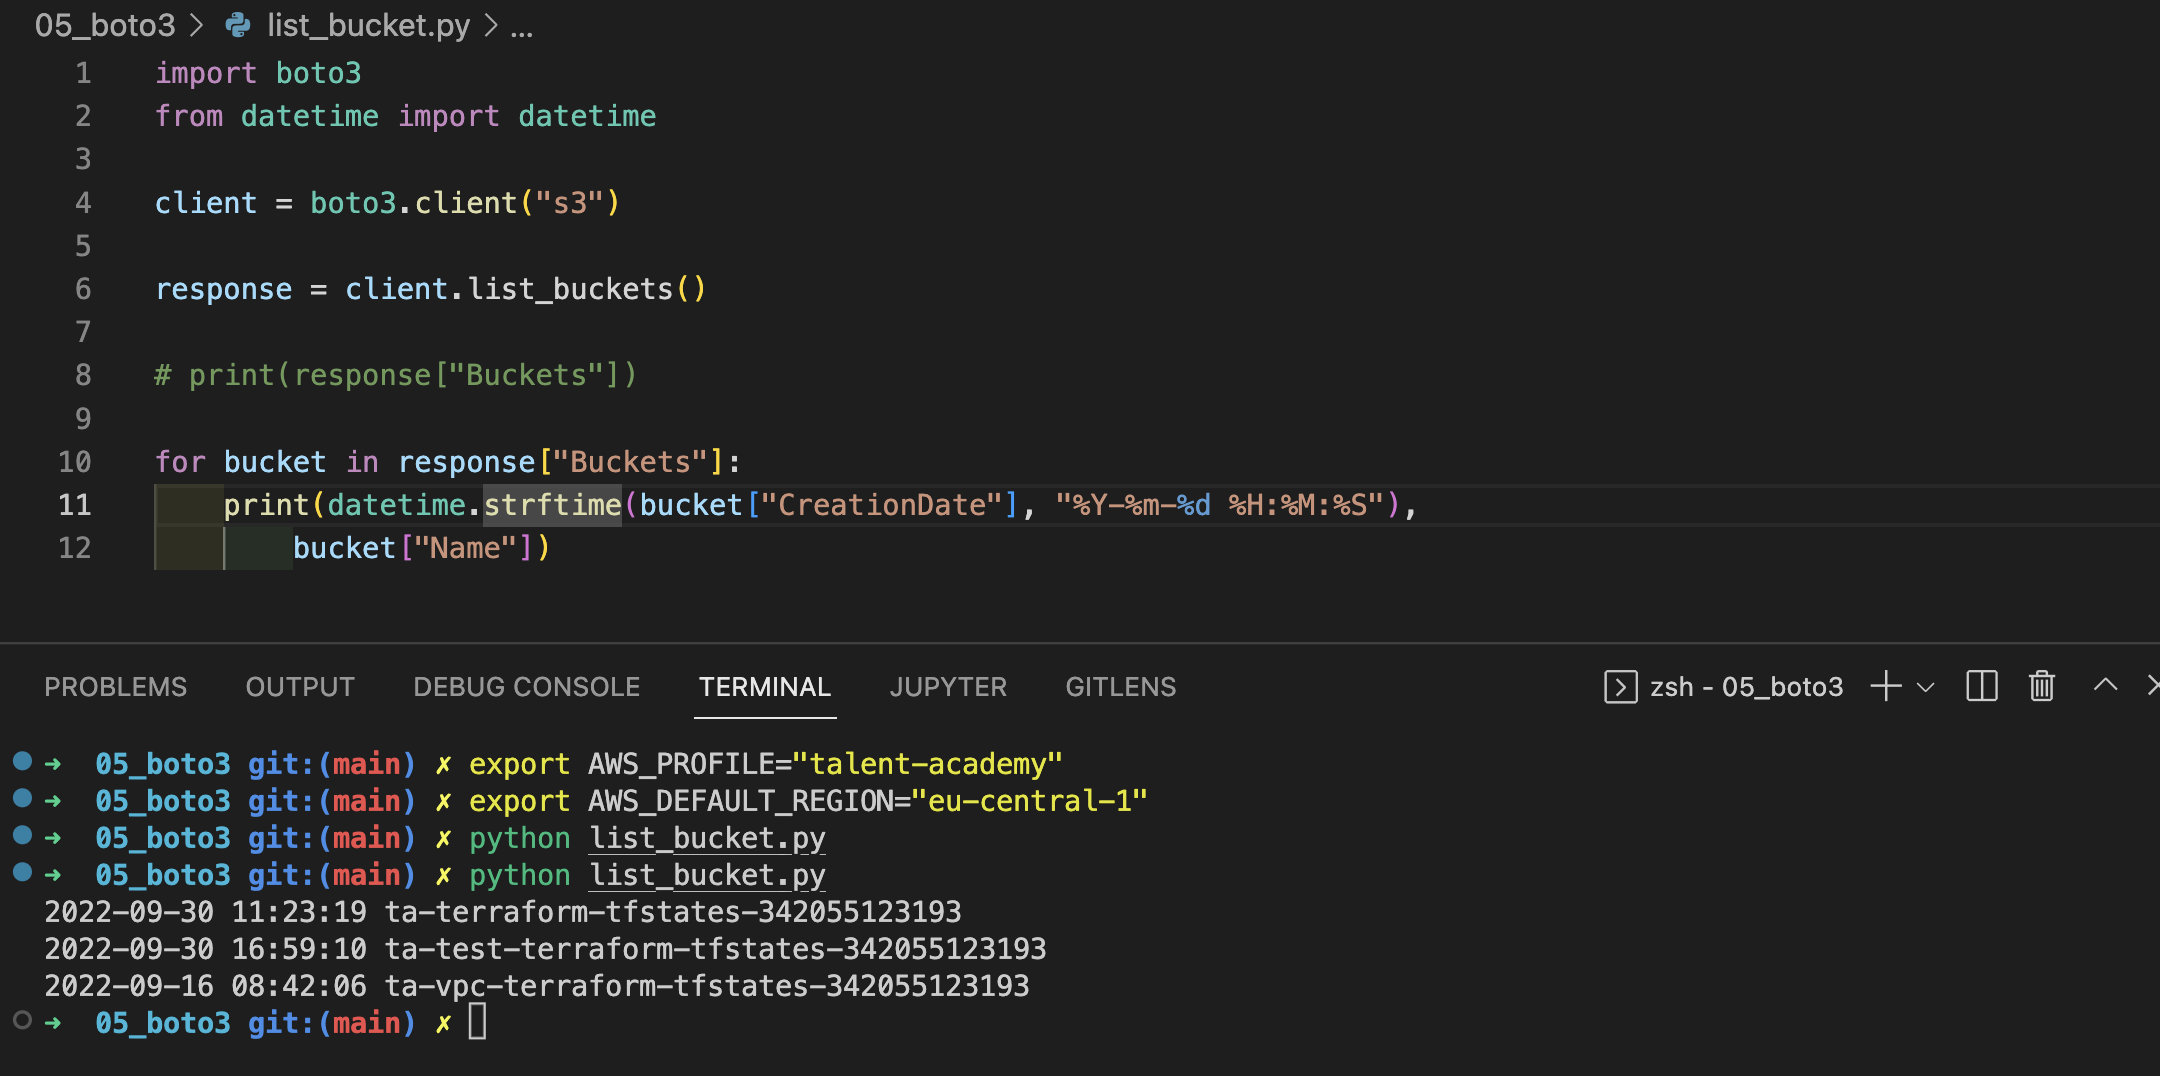 05_boto3 > list_bucket.py > ...
1 import boto3
2 from datetime import datetime
3
4 client = boto3.client("s3")
5
6 response = client.list_buckets()
7
8 # print(response["Buckets"])
9
10 for bucket in response["Buckets"]:
11     print(datetime.strftime(bucket["CreationDate"], "%Y-%m-%d %H:%M:%S"),
12         bucket["Name"])
PROBLEMS OUTPUT DEBUG CONSOLE TERMINAL JUPYTER GITLENS zsh - 05_boto3
➜ 05_boto3 git:(main) ✗ export AWS_PROFILE="talent-academy"
➜ 05_boto3 git:(main) ✗ export AWS_DEFAULT_REGION="eu-central-1"
➜ 05_boto3 git:(main) ✗ python list_bucket.py
➜ 05_boto3 git:(main) ✗ python list_bucket.py
2022-09-30 11:23:19 ta-terraform-tfstates-342055123193
2022-09-30 16:59:10 ta-test-terraform-tfstates-342055123193
2022-09-16 08:42:06 ta-vpc-terraform-tfstates-342055123193
➜ 05_boto3 git:(main) ✗